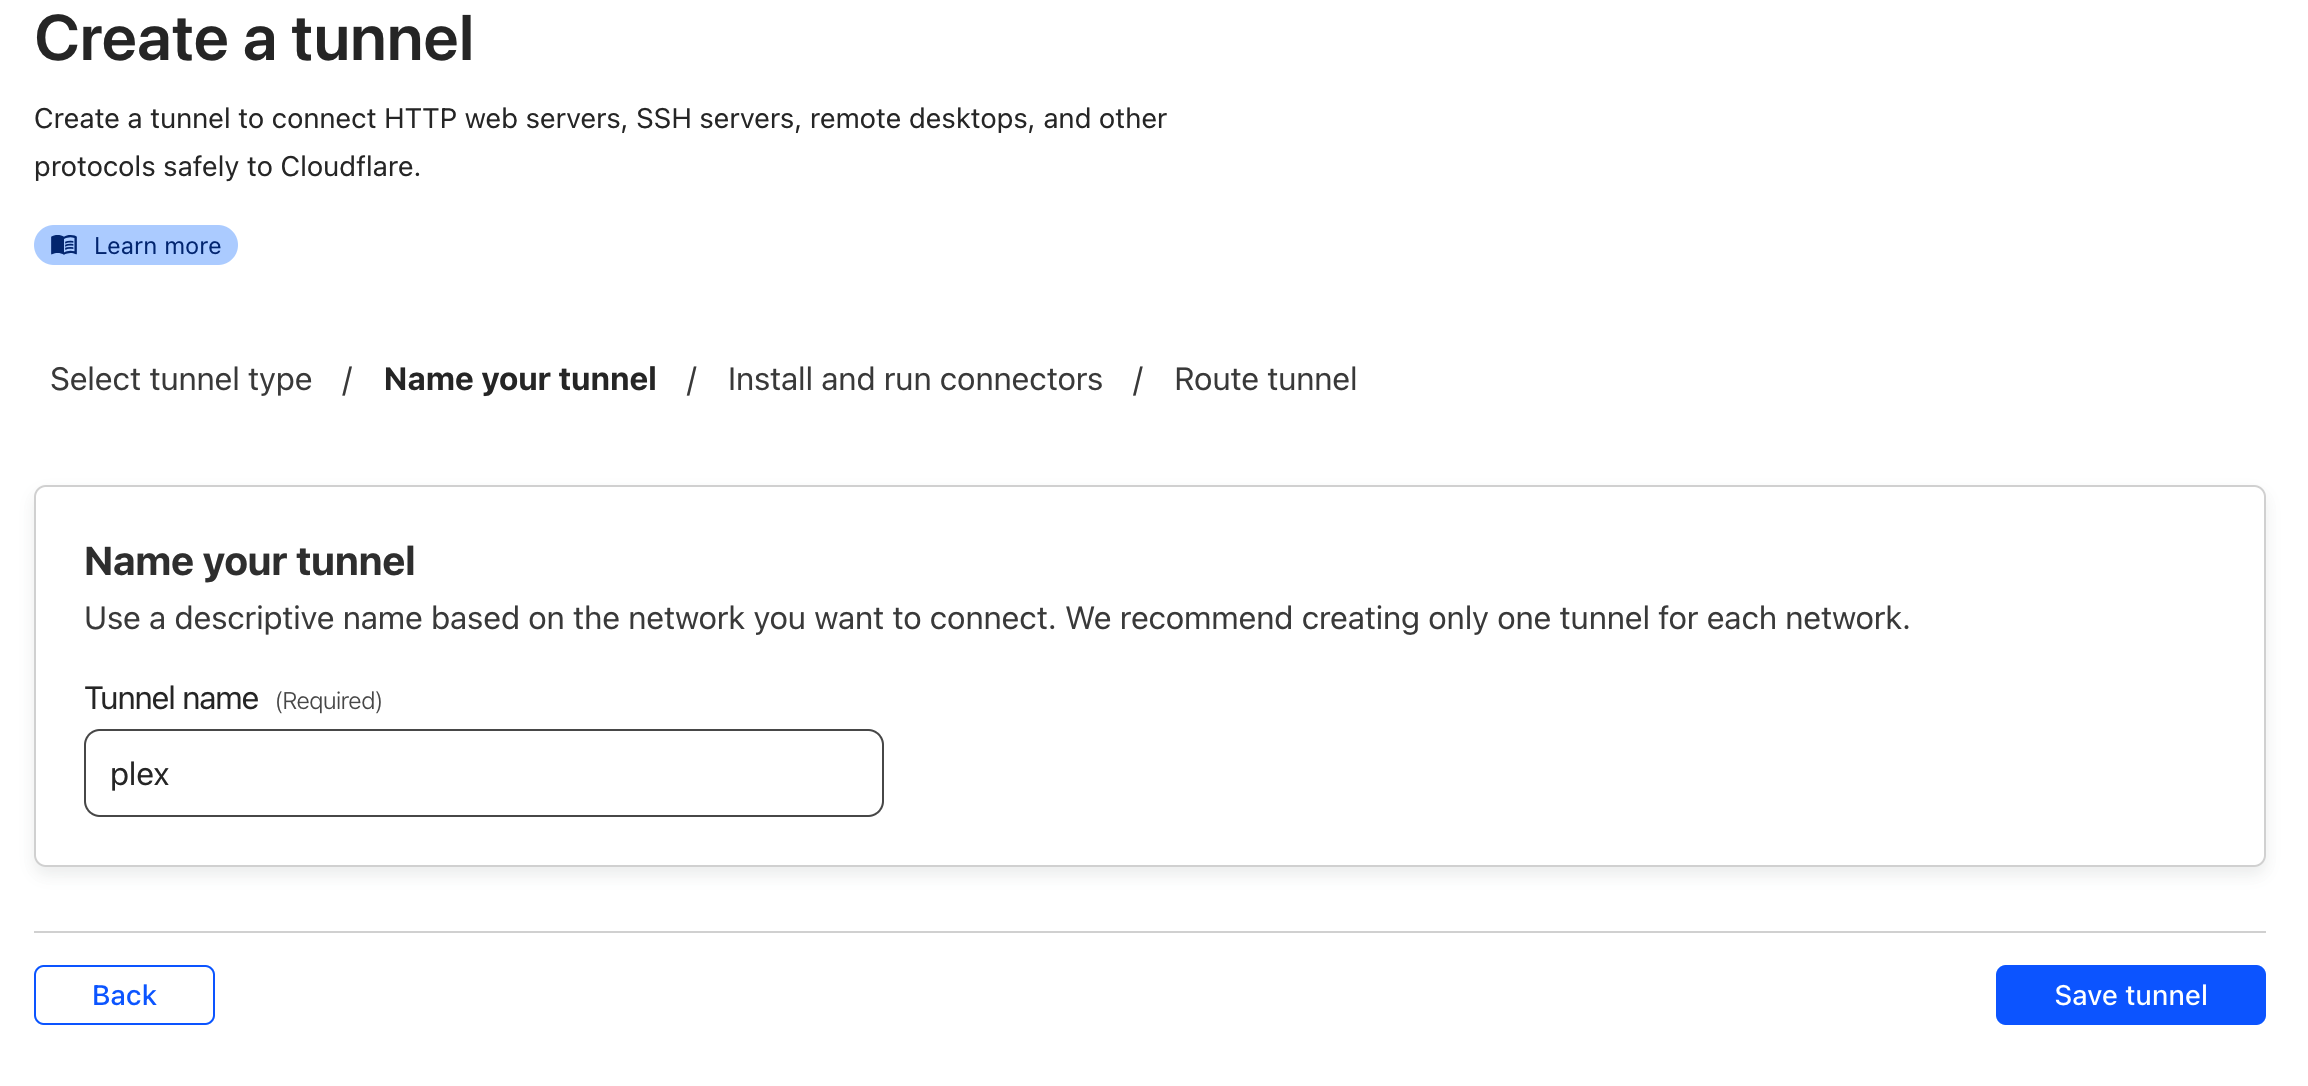 Create a tunnel
Create a tunnel to connect HTTP web servers, SSH servers, remote desktops, and other
protocols safely to Cloudflare.
Learn more
Select tunnel type / Name your tunnel / Install and run connectors / Route tunnel
Name your tunnel
Use a descriptive name based on the network you want to connect. We recommend creating only one tunnel for each network.
Tunnel name (Required)
plex
Back
Save tunnel